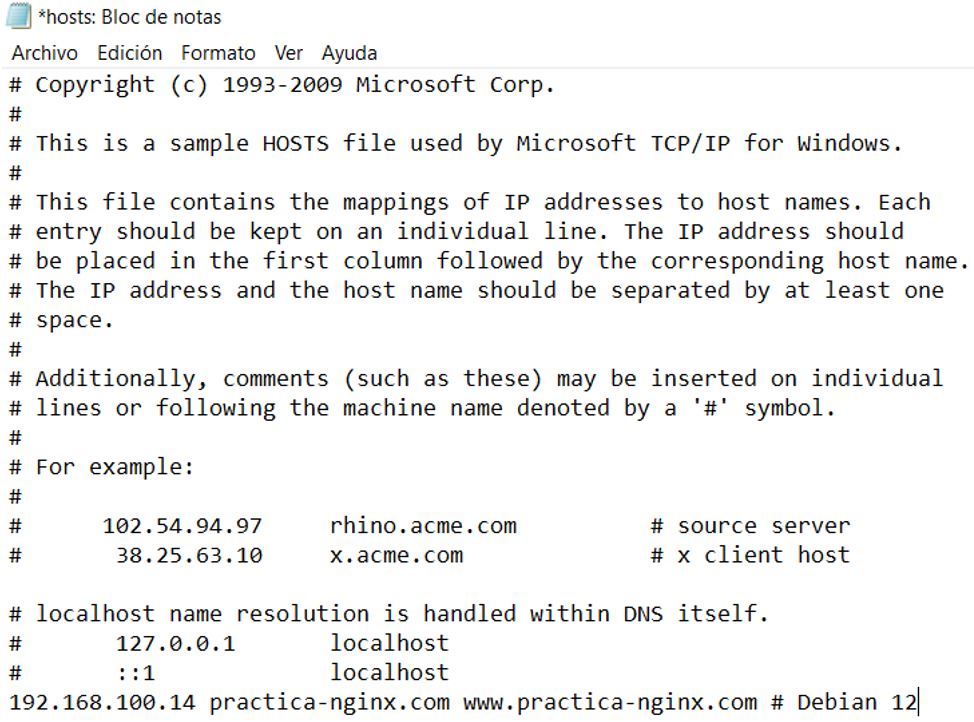 *hosts: Bloc de notas
Archivo Edición Formato Ver Ayuda
# Copyright (c) 1993-2009 Microsoft Corp.
#
# This is a sample HOSTS file used by Microsoft TCP/IP for Windows.
#
# This file contains the mappings of IP addresses to host names. Each
# entry should be kept on an individual line. The IP address should
# be placed in the first column followed by the corresponding host name.
# The IP address and the host name should be separated by at least one
# space.
#
# Additionally, comments (such as these) may be inserted on individual
# lines or following the machine name denoted by a '#' symbol.
#
# For example:
#
#      102.54.94.97     rhino.acme.com          # source server
#       38.25.63.10     x.acme.com              # x client host

# localhost name resolution is handled within DNS itself.
#       127.0.0.1       localhost
#       ::1             localhost
192.168.100.14 practica-nginx.com www.practica-nginx.com # Debian 12